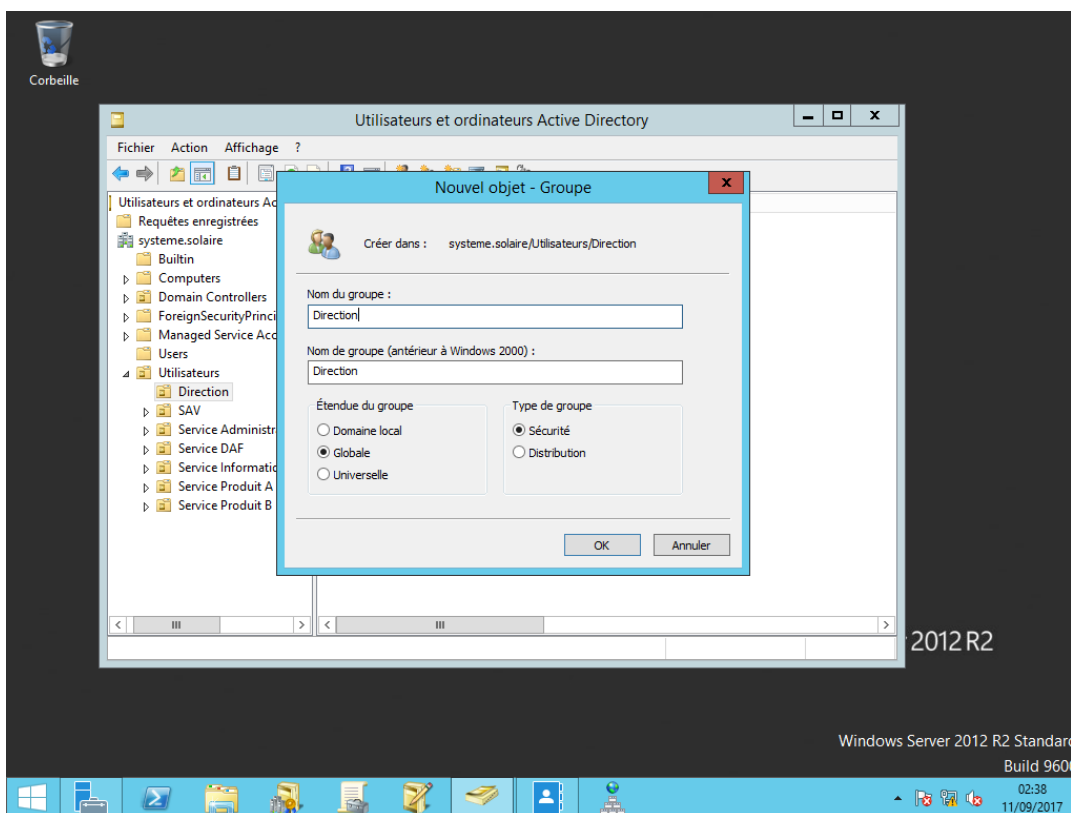 Corbeille
Utilisateurs et ordinateurs Active Directory
Fichier Action Affichage ?
Nouvel objet - Groupe
Utilisateurs et ordinateurs Ac
Requêtes enregistrées
systeme.solaire
Builtin
Computers
Domain Controllers
ForeignSecurityPrinci
Managed Service Acc
Users
Utilisateurs
Direction
SAV
Service Administr
Service DAF
Service Informatic
Service Produit A
Service Produit B
Créer dans : systeme.solaire/Utilisateurs/Direction
Nom du groupe :
Direction
Nom de groupe (antérieur à Windows 2000) :
Direction
Étendue du groupe
Domaine local
Globale
Universelle
Type de groupe
Sécurité
Distribution
OK Annuler
2012 R2
Windows Server 2012 R2 Standard
Build 9600
02:38
11/09/2017